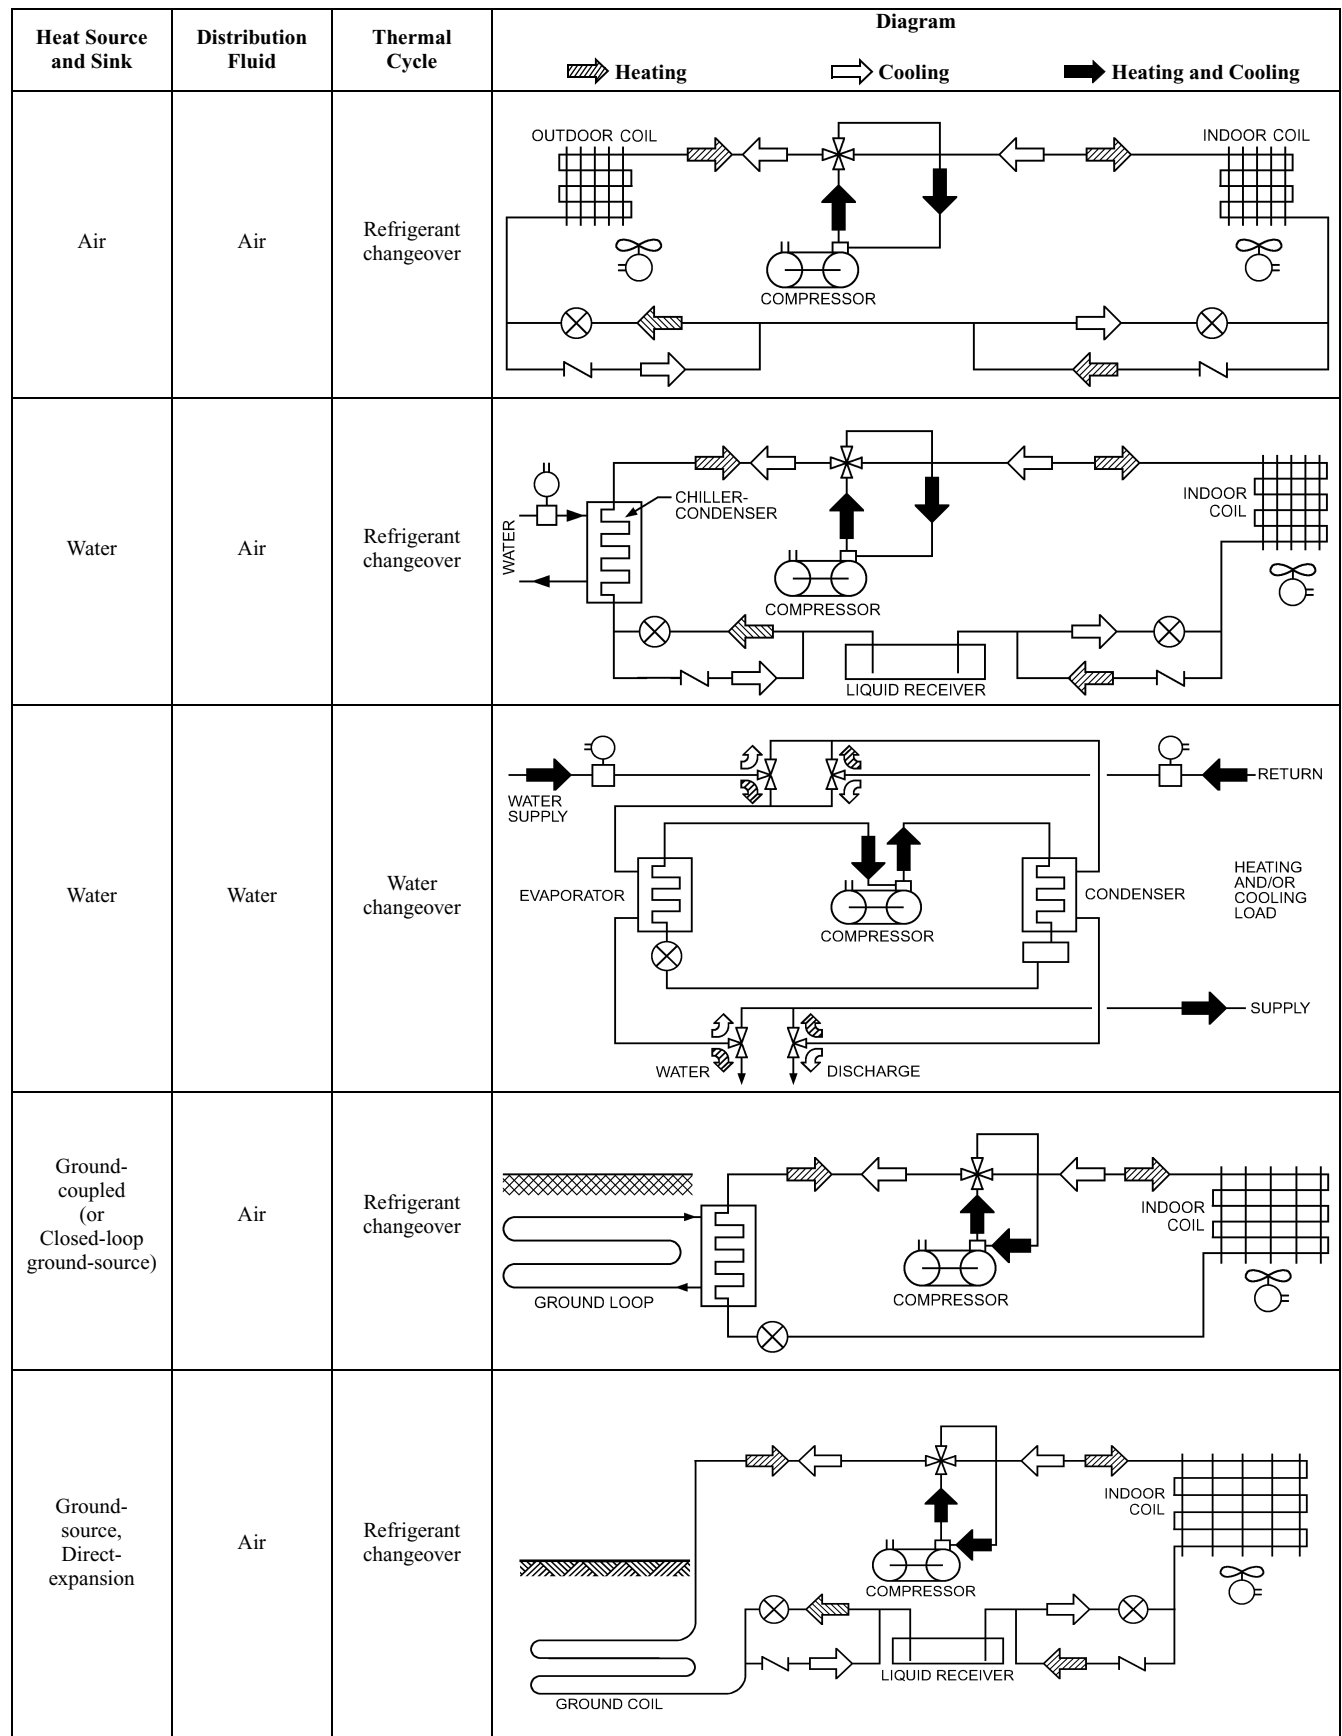 Heat Source
and Sink
Distribution
Fluid
Thermal
Cycle
Diagram
Heating
Cooling
Heating and Cooling
Air
Air
Refrigerant
changeover
OUTDOOR COIL
INDOOR COIL
COMPRESSOR
Water
Air
Refrigerant
changeover
WATER
CHILLER-
CONDENSER
INDOOR
COIL
COMPRESSOR
LIQUID RECEIVER
Water
Water
Water
changeover
WATER
SUPPLY
RETURN
EVAPORATOR
COMPRESSOR
CONDENSER
HEATING
AND/OR
COOLING
LOAD
SUPPLY
WATER
DISCHARGE
Ground-
coupled
(or
Closed-loop
ground-source)
Air
Refrigerant
changeover
GROUND LOOP
COMPRESSOR
INDOOR
COIL
Ground-
source,
Direct-
expansion
Air
Refrigerant
changeover
INDOOR
COIL
COMPRESSOR
LIQUID RECEIVER
GROUND COIL